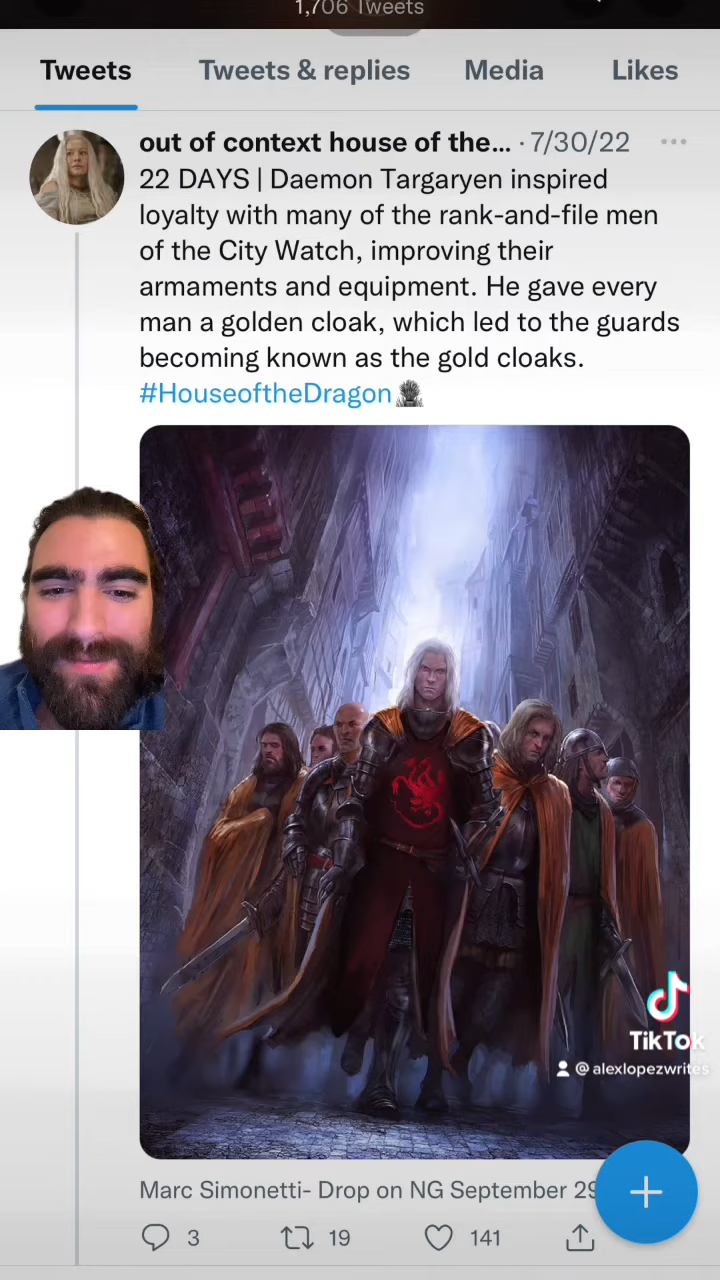 1,706 Tweets
Tweets Tweets & replies Media Likes
out of context house of the... · 7/30/22
22 DAYS | Daemon Targaryen inspired
loyalty with many of the rank-and-file men
of the City Watch, improving their
armaments and equipment. He gave every
man a golden cloak, which led to the guards
becoming known as the gold cloaks.
#HouseoftheDragon
TikTok
@alexlopezwrites
Marc Simonetti- Drop on NG September 29
3 19 141